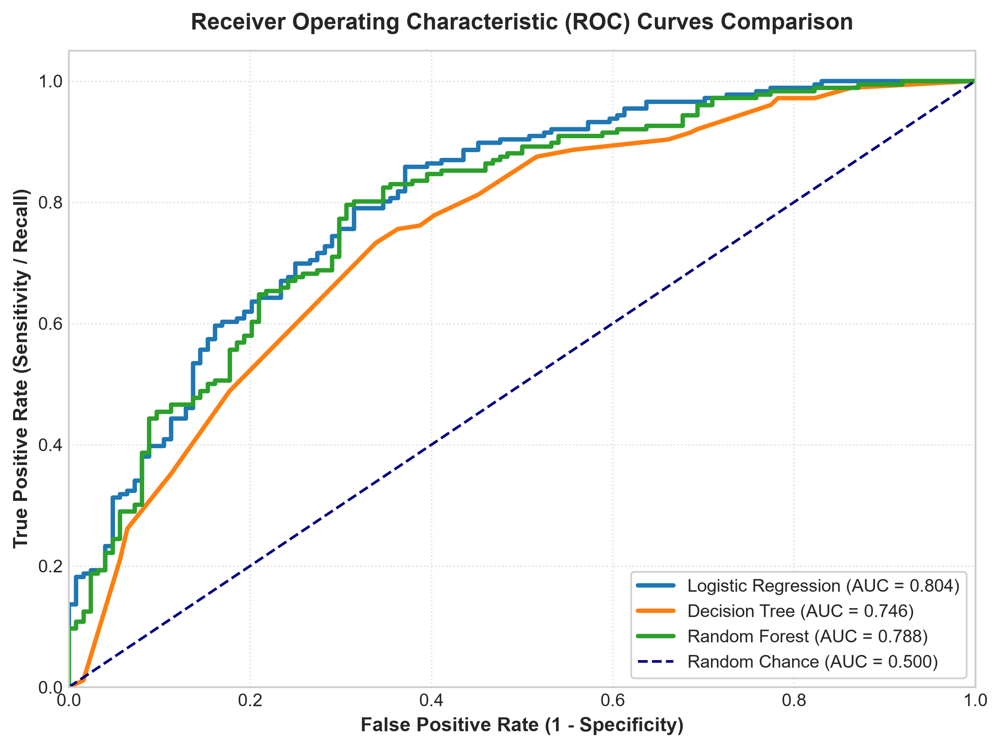 Receiver Operating Characteristic (ROC) Curves Comparison
True Positive Rate (Sensitivity / Recall)
1.0
0.8
0.6
0.4
0.2
0.0
0.0 0.2 0.4 0.6 0.8 1.0
False Positive Rate (1 - Specificity)
Logistic Regression (AUC = 0.804)
Decision Tree (AUC = 0.746)
Random Forest (AUC = 0.788)
Random Chance (AUC = 0.500)